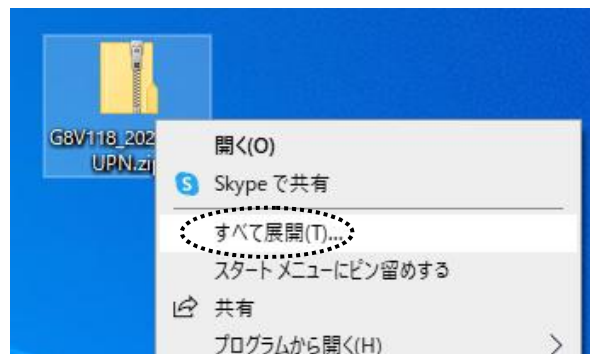 G8V118_202
UPN.zip
開く(O)
Skype で共有
すべて展開(T)...
スタート メニューにピン留めする
共有
プログラムから開く(H)